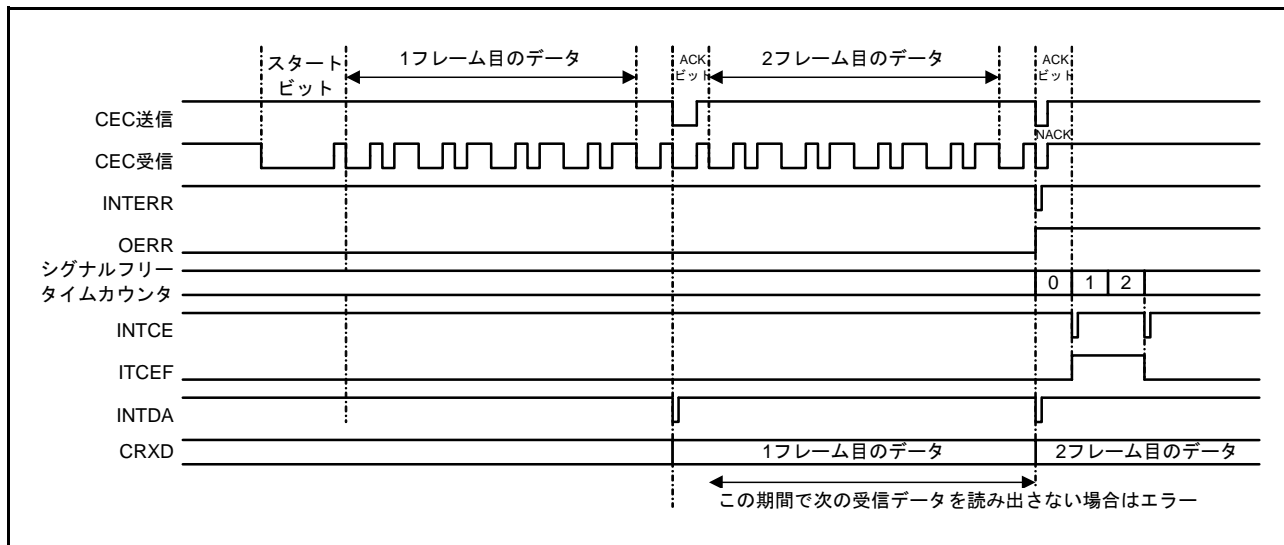 スタート
ビット
1フレーム目のデータ
ACK
ビット
2フレーム目のデータ
ACK
ビット
CEC送信
NACK
CEC受信
INTERR
OERR
シグナルフリー
タイムカウンタ
0 1 2
INTCE
ITCEF
INTDA
CRXD
1フレーム目のデータ
2フレーム目のデータ
この期間で次の受信データを読み出さない場合はエラー